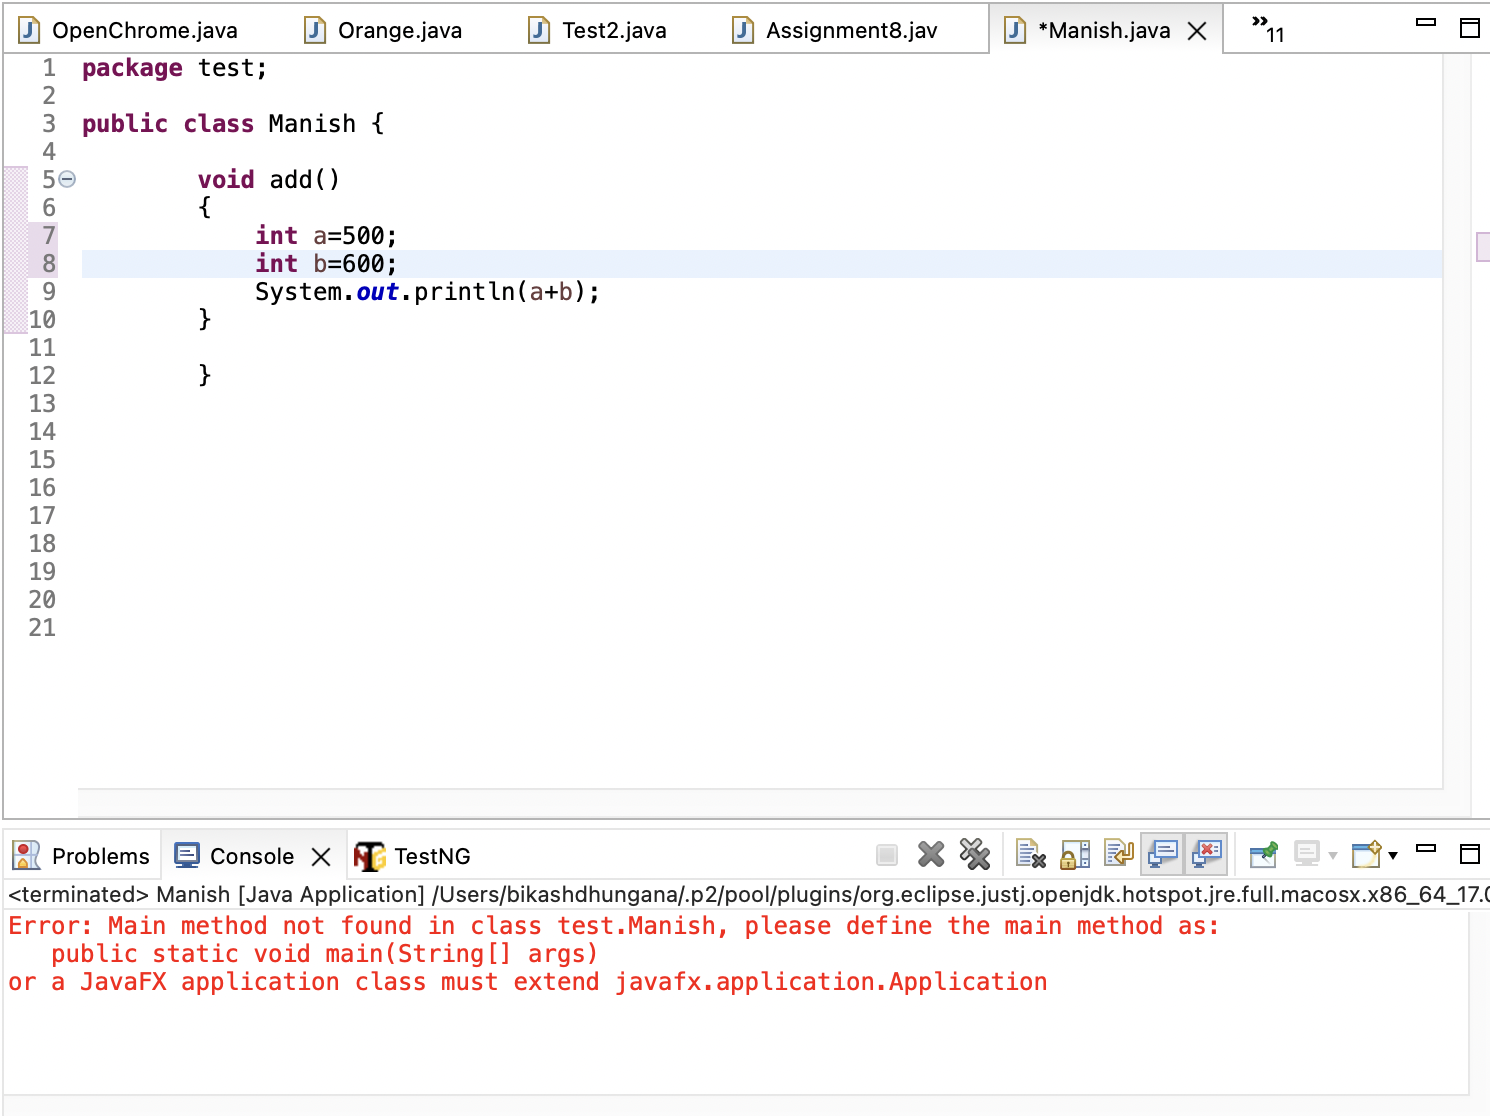 OpenChrome.java Orange.java Test2.java Assignment8.jav *Manish.java »11
1 package test;
2
3 public class Manish {
4
5 void add()
6 {
7 int a=500;
8 int b=600;
9 System.out.println(a+b);
10 }
11
12 }
13
14
15
16
17
18
19
20
21
Problems Console TestNG
<terminated> Manish [Java Application] /Users/bikashdhungana/.p2/pool/plugins/org.eclipse.justj.openjdk.hotspot.jre.full.macosx.x86_64_17.0
Error: Main method not found in class test.Manish, please define the main method as:
public static void main(String[] args)
or a JavaFX application class must extend javafx.application.Application